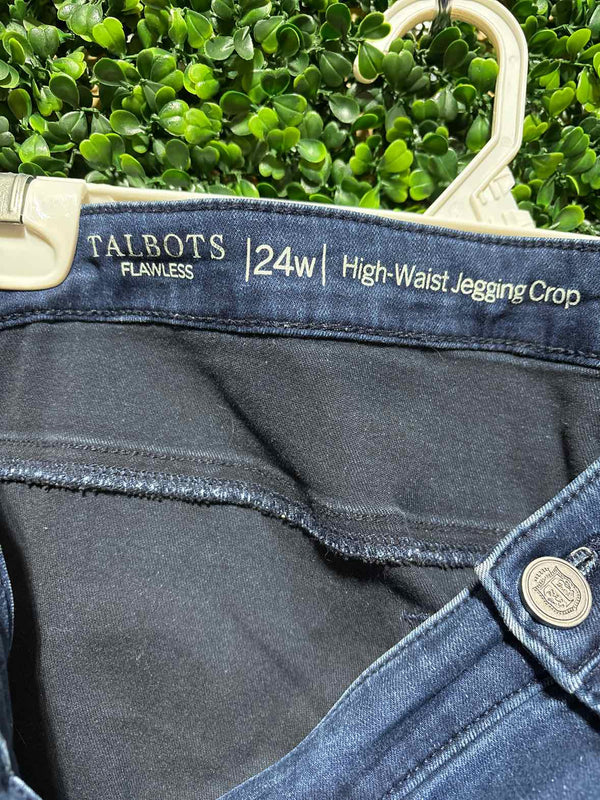 TALBOTS
FLAWLESS
|24w|
High-Waist Jegging Crop